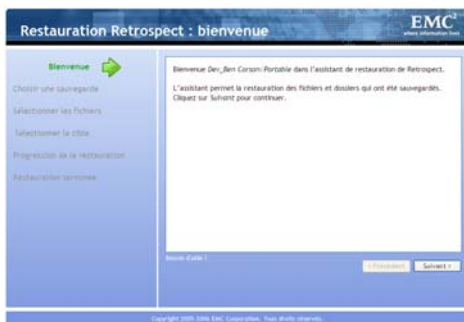 Restauration Retrospect : bienvenue
EMC²
where information lives
Bienvenue
Choisir une sauvegarde
Sélectionner les fichiers
Sélectionner la cible
Progression de la restauration
Restauration terminée
Bienvenue Dev_Ben Corson/Portable dans l'assistant de restauration de Retrospect.
L'assistant permet la restauration des fichiers et dossiers qui ont été sauvegardés.
Cliquez sur Suivant pour continuer.
Besoin d'aide ?
< Précédent
Suivant >
Copyright 2005-2006 EMC Corporation. Tous droits réservés.